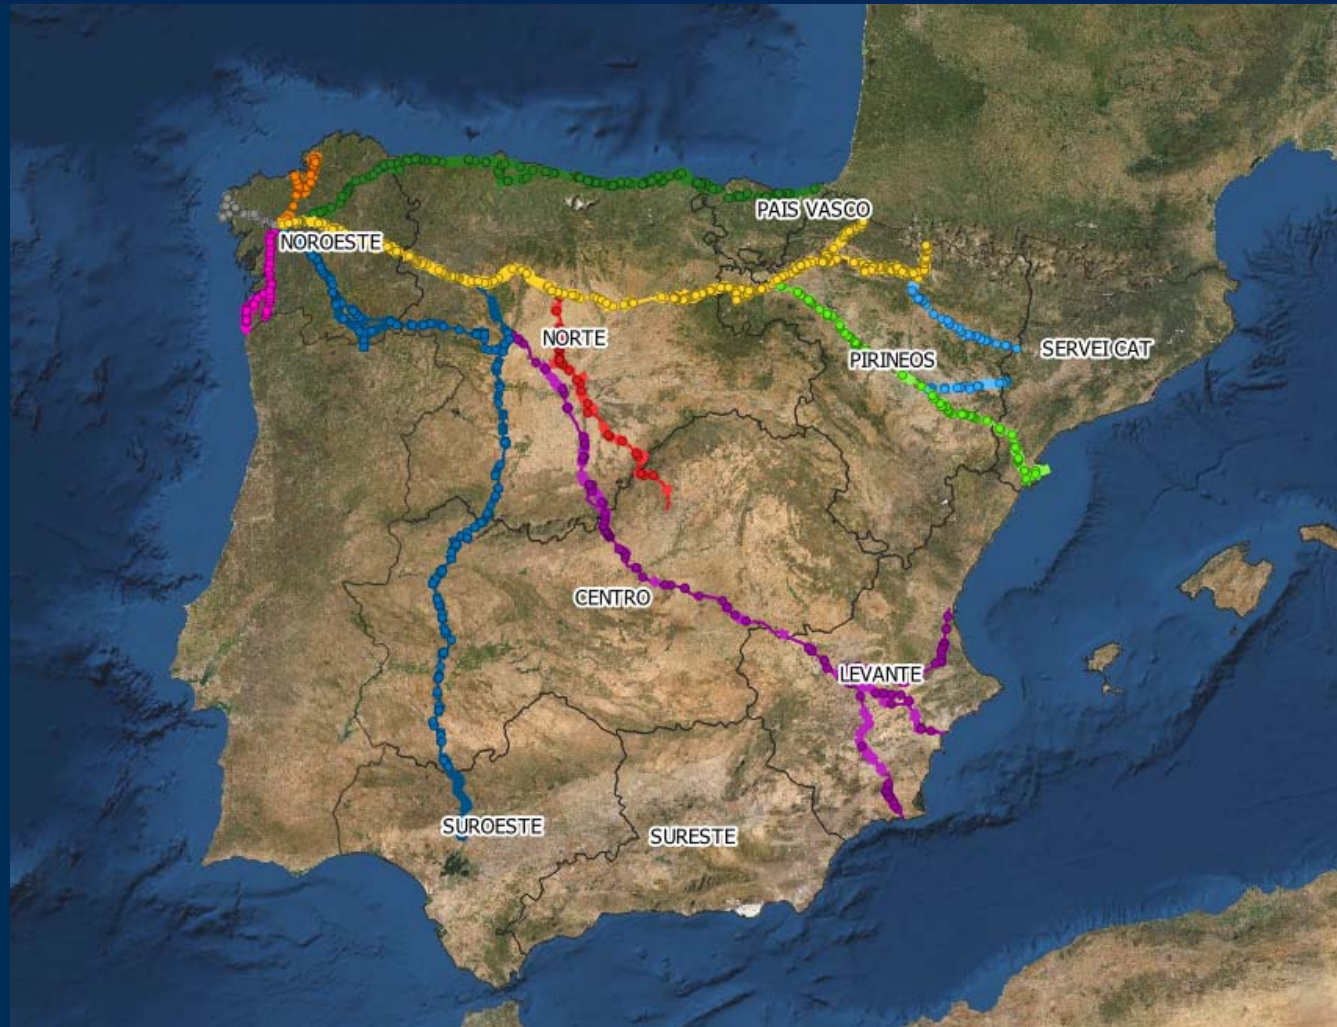 PAIS VASCO
NOROESTE
NORTE
SERVEI CAT
PIRINEOS
CENTRO
LEVANTE
SUROESTE
SURESTE